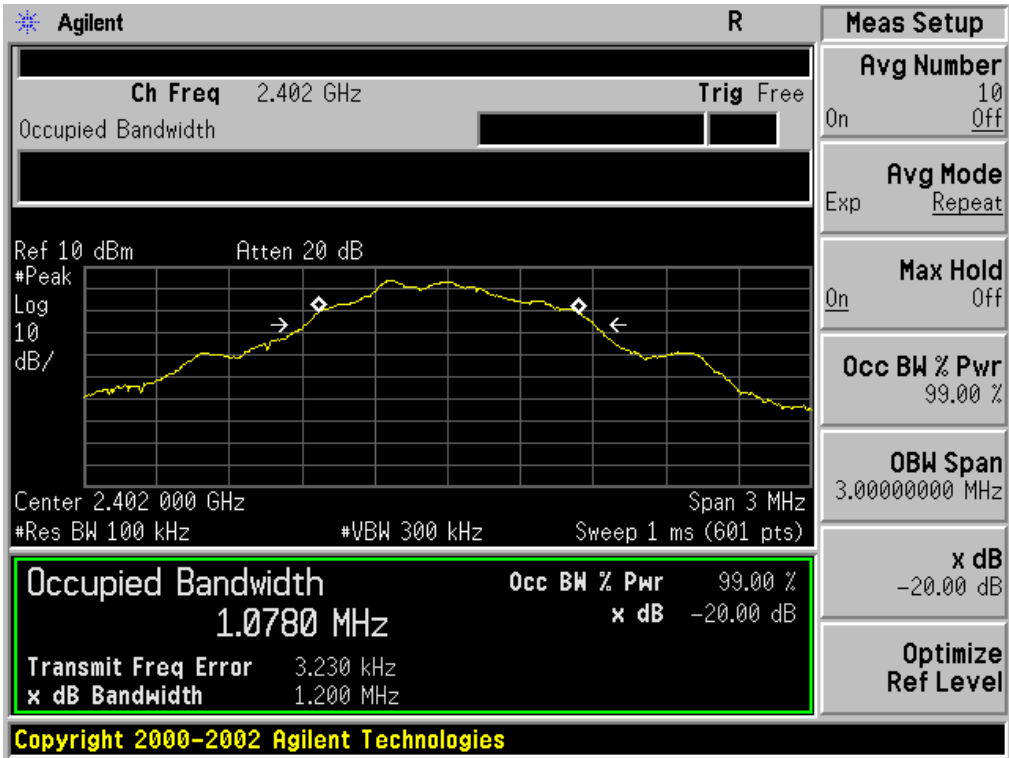 Agilent R
Ch Freq 2.402 GHz Trig Free
Occupied Bandwidth
Ref 10 dBm Atten 20 dB
#Peak
Log
10
dB/
Center 2.402 000 GHz Span 3 MHz
#Res BW 100 kHz #VBW 300 kHz Sweep 1 ms (601 pts)
Occupied Bandwidth Occ BW % Pwr 99.00 %
1.0780 MHz x dB -20.00 dB
Transmit Freq Error 3.230 kHz
x dB Bandwidth 1.200 MHz
Copyright 2000-2002 Agilent Technologies
Meas Setup
Avg Number
10
On Off
Avg Mode
Exp Repeat
Max Hold
On Off
Occ BW % Pwr
99.00 %
OBW Span
3.00000000 MHz
x dB
-20.00 dB
Optimize
Ref Level